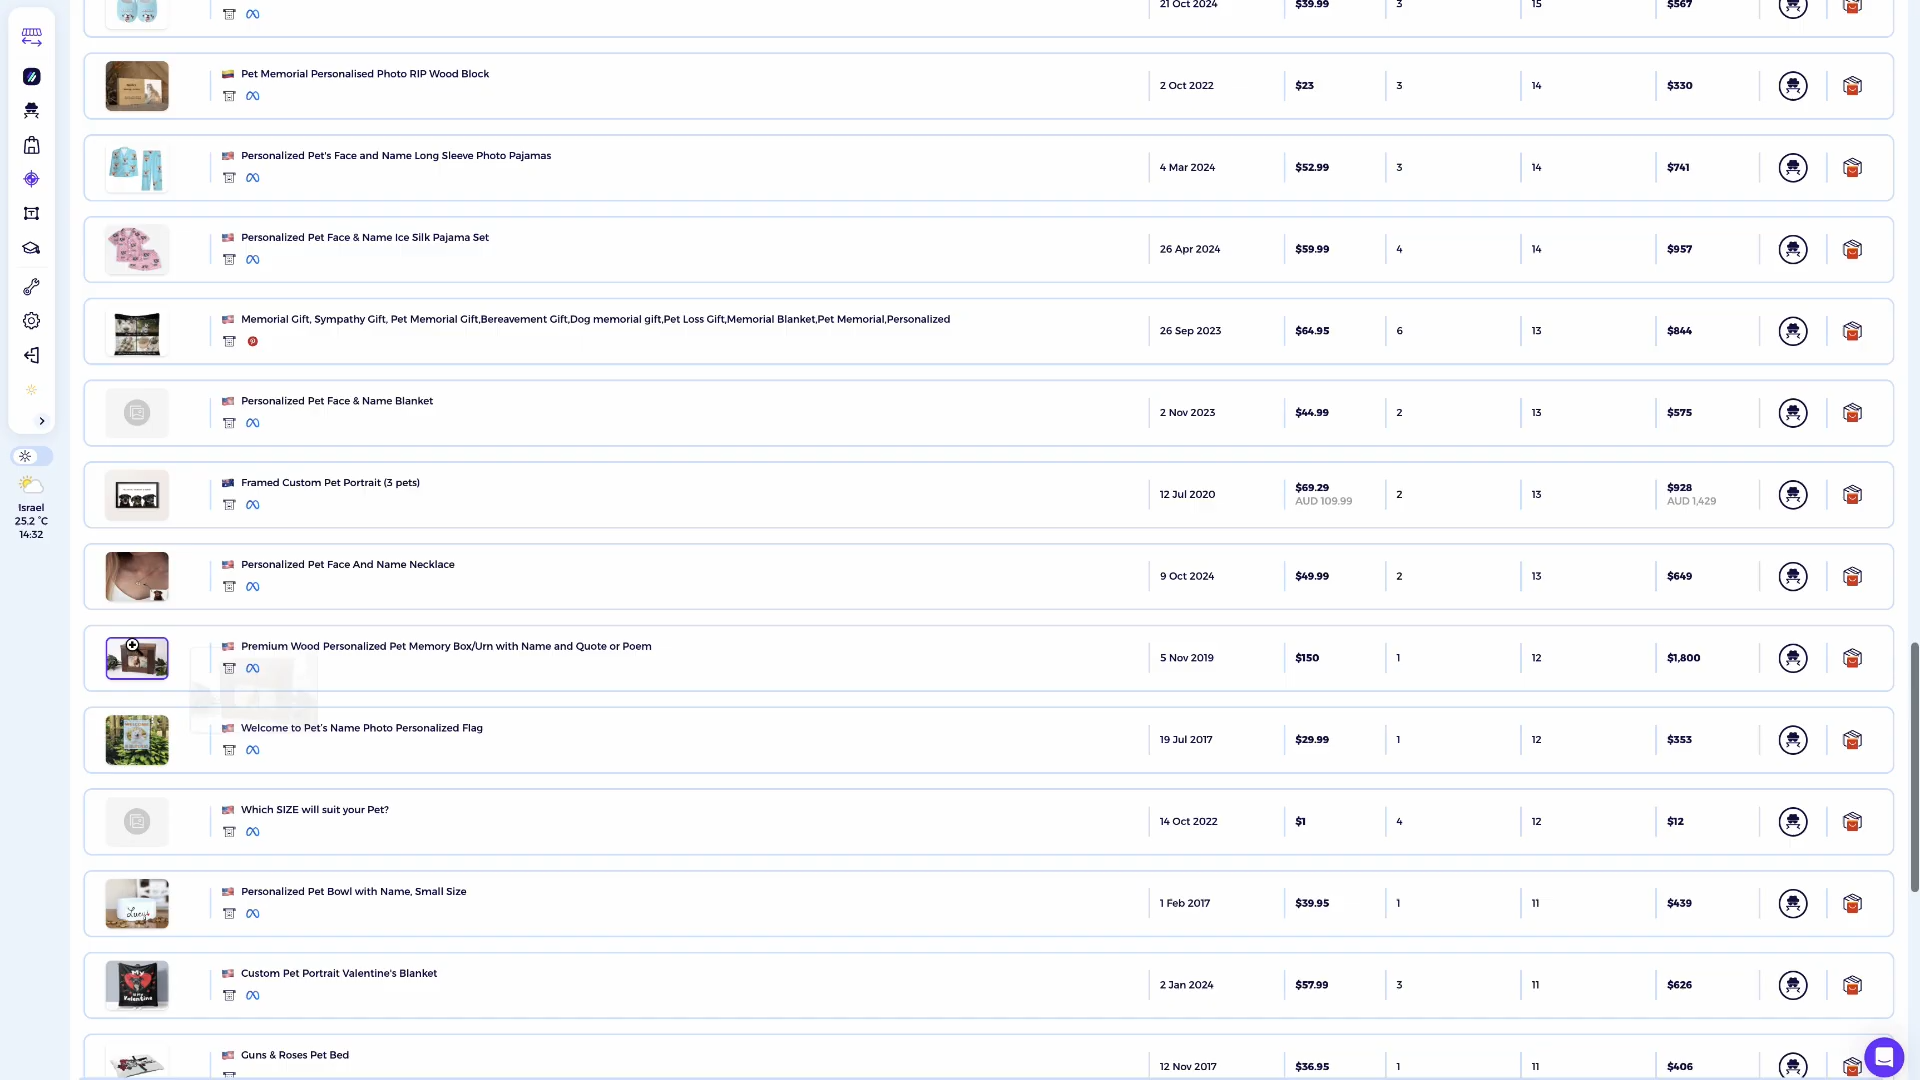 21 Oct 2024 $39.99 3 15 $567
Pet Memorial Personalised Photo RIP Wood Block
2 Oct 2022 $23 3 14 $330
Personalized Pet's Face and Name Long Sleeve Photo Pajamas
4 Mar 2024 $52.99 3 14 $741
Personalized Pet Face & Name Ice Silk Pajama Set
26 Apr 2024 $59.99 4 14 $957
Memorial Gift, Sympathy Gift, Pet Memorial Gift,Bereavement Gift,Dog memorial gift,Pet Loss Gift,Memorial Blanket,Pet Memorial,Personalized
26 Sep 2023 $64.95 6 13 $844
Personalized Pet Face & Name Blanket
2 Nov 2023 $44.99 2 13 $575
Framed Custom Pet Portrait (3 pets)
12 Jul 2020 $69.29 2 13 $928
AUD 109.99 AUD 1,429
Israel
25.2 °C
14:32
Personalized Pet Face And Name Necklace
9 Oct 2024 $49.99 2 13 $649
Premium Wood Personalized Pet Memory Box/Urn with Name and Quote or Poem
5 Nov 2019 $150 1 12 $1,800
Welcome to Pet's Name Photo Personalized Flag
19 Jul 2017 $29.99 1 12 $353
Which SIZE will suit your Pet?
14 Oct 2022 $1 4 12 $12
Personalized Pet Bowl with Name, Small Size
Lucy
1 Feb 2017 $39.95 1 11 $439
Custom Pet Portrait Valentine's Blanket
My
Valentine
2 Jan 2024 $57.99 3 11 $626
Guns & Roses Pet Bed
12 Nov 2017 $36.95 1 11 $406